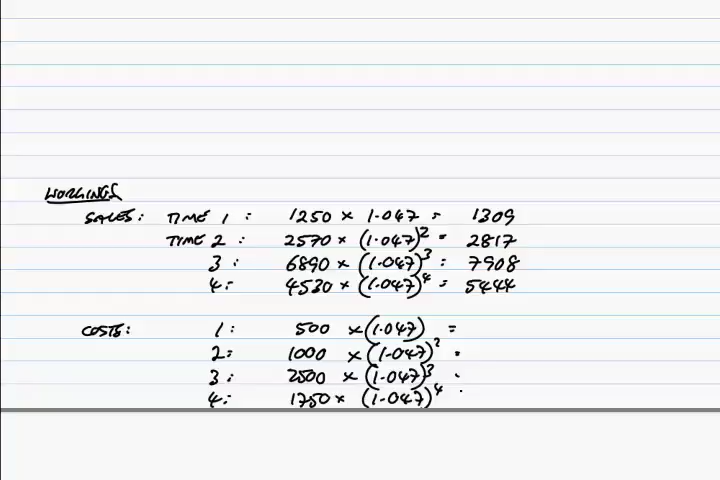 WORKINGS
SALES: TIME 1: 1250 × 1.047 = 1309
TIME 2: 2570 × (1.047)² = 2817
3: 6890 × (1.047)³ = 7908
4: 4530 × (1.047)⁴ = 5444
COSTS: 1: 500 × (1.047) =
2: 1000 × (1.047)² =
3: 2500 × (1.047)³ :
4: 1750 × (1.047)⁴ :